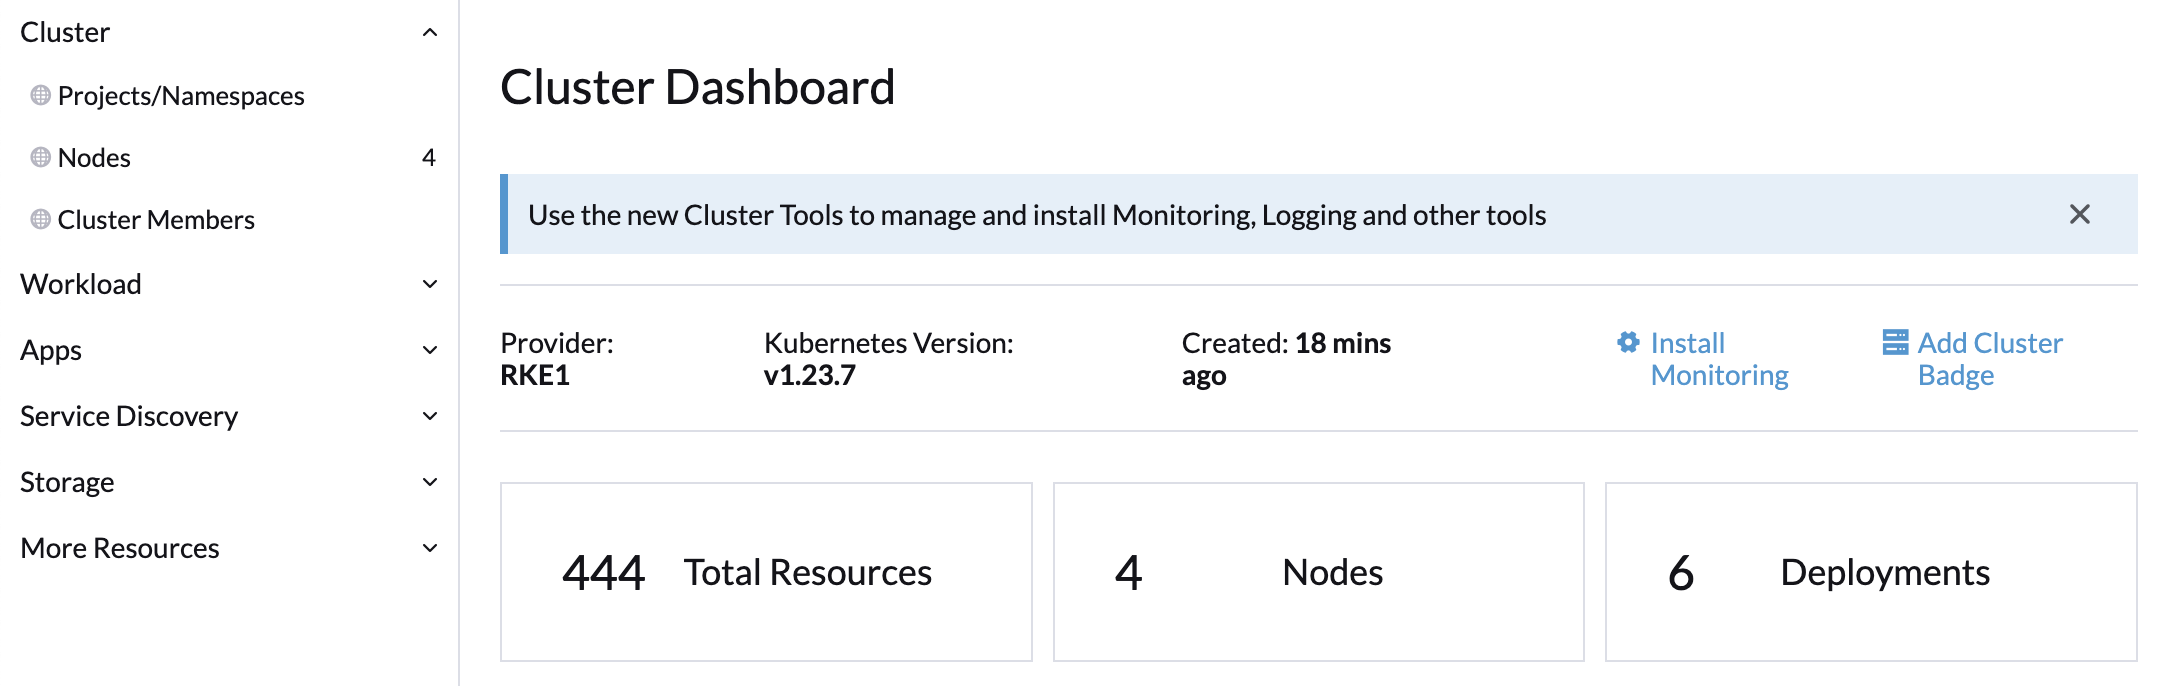 Cluster
Projects/Namespaces
Nodes 4
Cluster Members
Workload
Apps
Service Discovery
Storage
More Resources
Cluster Dashboard
Use the new Cluster Tools to manage and install Monitoring, Logging and other tools
Provider:
RKE1
Kubernetes Version:
v1.23.7
Created: 18 mins
ago
Install
Monitoring
Add Cluster
Badge
444 Total Resources
4 Nodes
6 Deployments